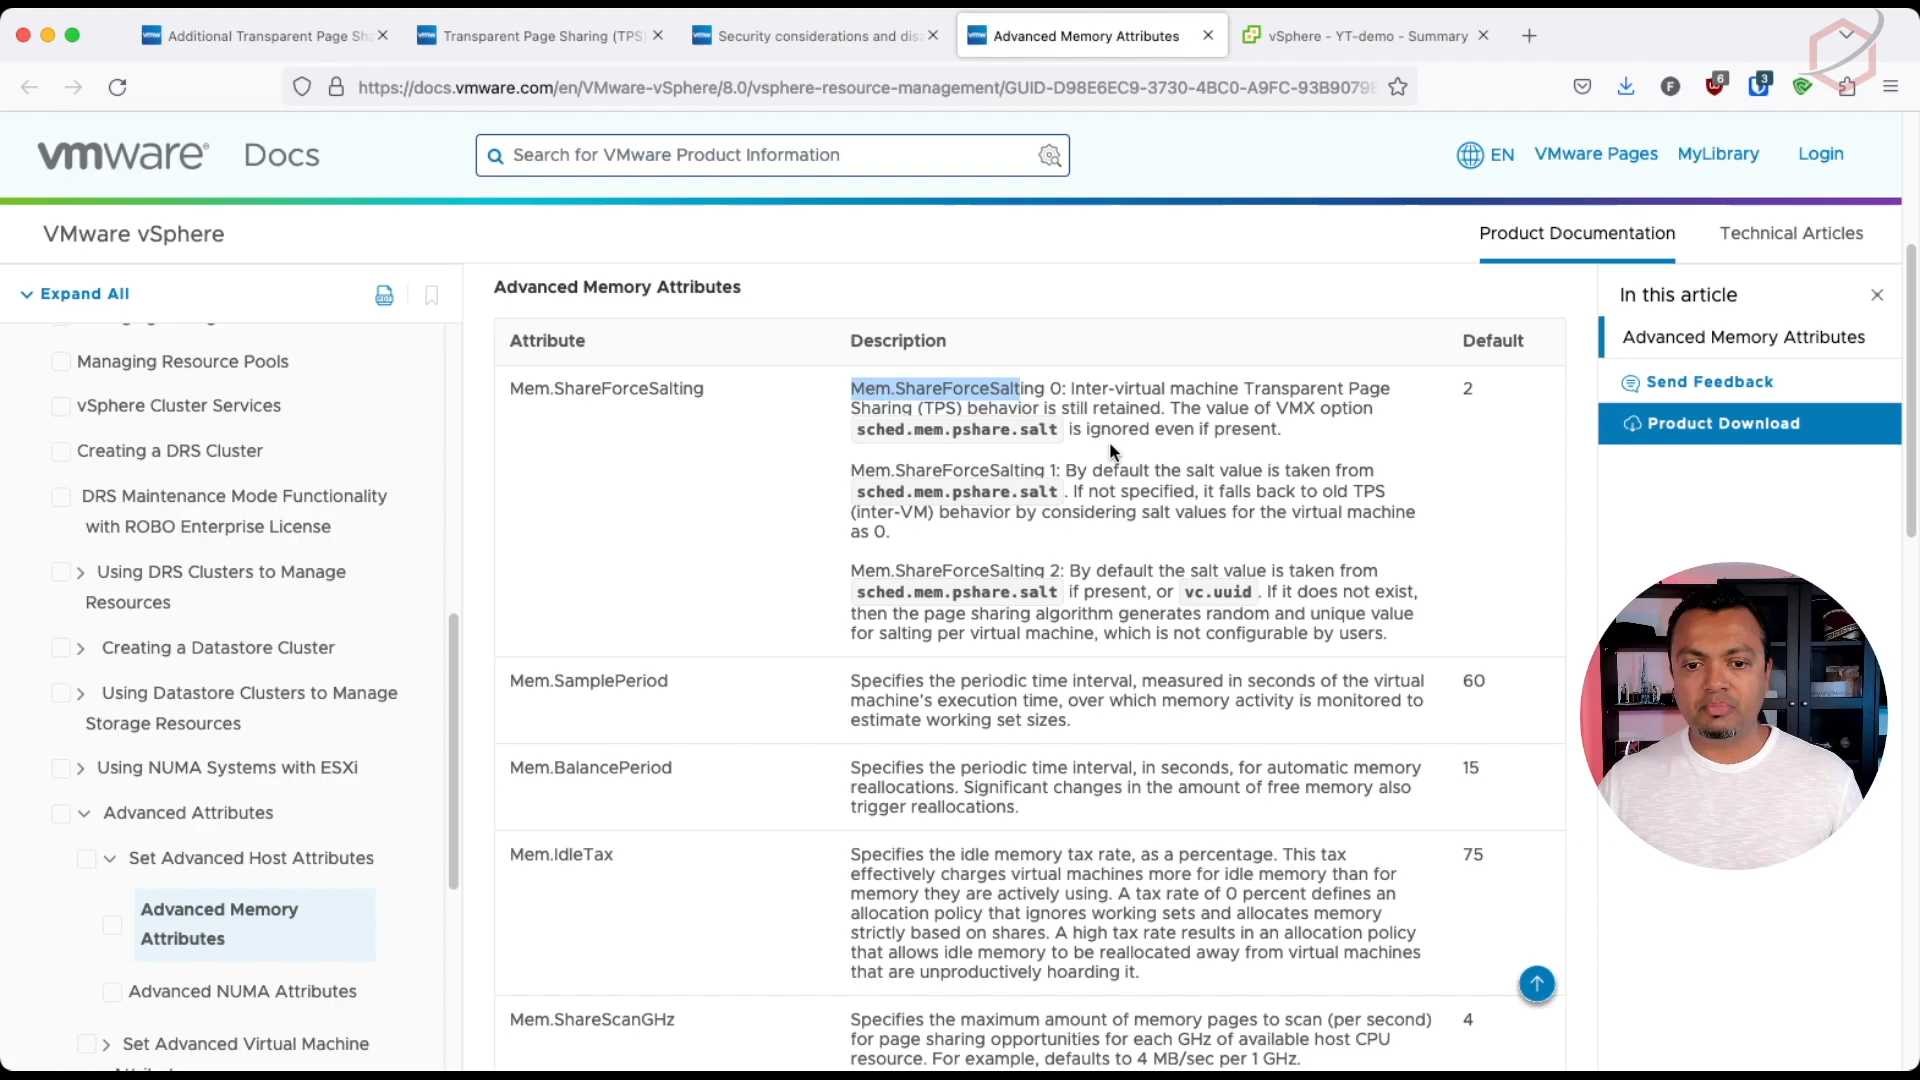 Additional Transparent Page Sh
Transparent Page Sharing (TPS)
Security considerations and disa
Advanced Memory Attributes
vSphere - YT-demo - Summary
https://docs.vmware.com/en/VMware-vSphere/8.0/vsphere-resource-management/GUID-D98E6EC9-3730-4BC0-A9FC-93B9079E
6
3
vmware Docs
Search for VMware Product Information
EN
VMware Pages
MyLibrary
Login
VMware vSphere
Product Documentation
Technical Articles
Expand All
Managing Resource Pools
vSphere Cluster Services
Creating a DRS Cluster
DRS Maintenance Mode Functionality
with ROBO Enterprise License
Using DRS Clusters to Manage
Resources
Creating a Datastore Cluster
Using Datastore Clusters to Manage
Storage Resources
Using NUMA Systems with ESXi
Advanced Attributes
Set Advanced Host Attributes
Advanced Memory
Attributes
Advanced NUMA Attributes
Set Advanced Virtual Machine
Advanced Memory Attributes
Attribute Description Default
Mem.ShareForceSalting
Mem.ShareForceSalting 0: Inter-virtual machine Transparent Page
Sharing (TPS) behavior is still retained. The value of VMX option
sched.mem.pshare.salt is ignored even if present.
Mem.ShareForceSalting 1: By default the salt value is taken from
sched.mem.pshare.salt . If not specified, it falls back to old TPS
(inter-VM) behavior by considering salt values for the virtual machine
as 0.
Mem.ShareForceSalting 2: By default the salt value is taken from
sched.mem.pshare.salt if present, or vc.uuid . If it does not exist,
then the page sharing algorithm generates random and unique value
for salting per virtual machine, which is not configurable by users.
2
Mem.SamplePeriod
Specifies the periodic time interval, measured in seconds of the virtual
machine's execution time, over which memory activity is monitored to
estimate working set sizes.
60
Mem.BalancePeriod
Specifies the periodic time interval, in seconds, for automatic memory
reallocations. Significant changes in the amount of free memory also
trigger reallocations.
15
Mem.IdleTax
Specifies the idle memory tax rate, as a percentage. This tax
effectively charges virtual machines more for idle memory than for
memory they are actively using. A tax rate of 0 percent defines an
allocation policy that ignores working sets and allocates memory
strictly based on shares. A high tax rate results in an allocation policy
that allows idle memory to be reallocated away from virtual machines
that are unproductively hoarding it.
75
Mem.ShareScanGHz
Specifies the maximum amount of memory pages to scan (per second)
for page sharing opportunities for each GHz of available host CPU
resource. For example, defaults to 4 MB/sec per 1 GHz.
4
In this article
Advanced Memory Attributes
Send Feedback
Product Download